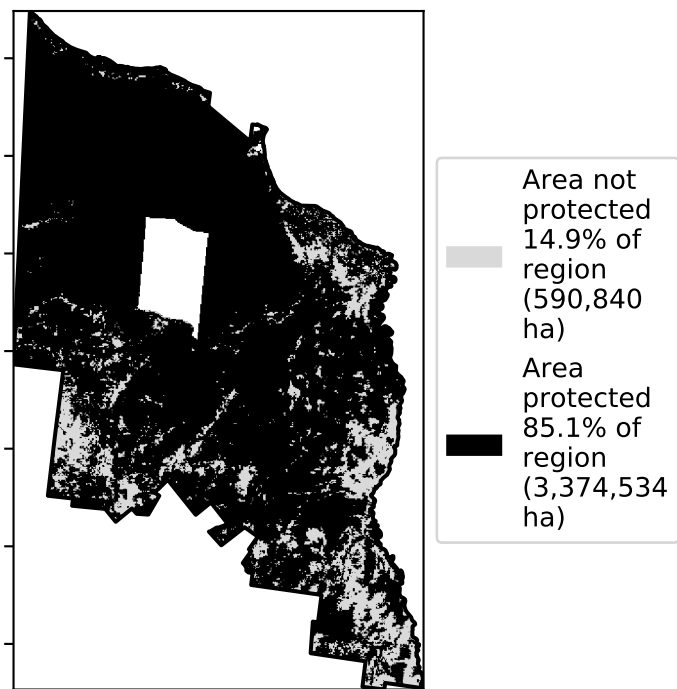 Area not
protected
14.9% of
region
(590,840
ha)
Area
protected
85.1% of
region
(3,374,534
ha)